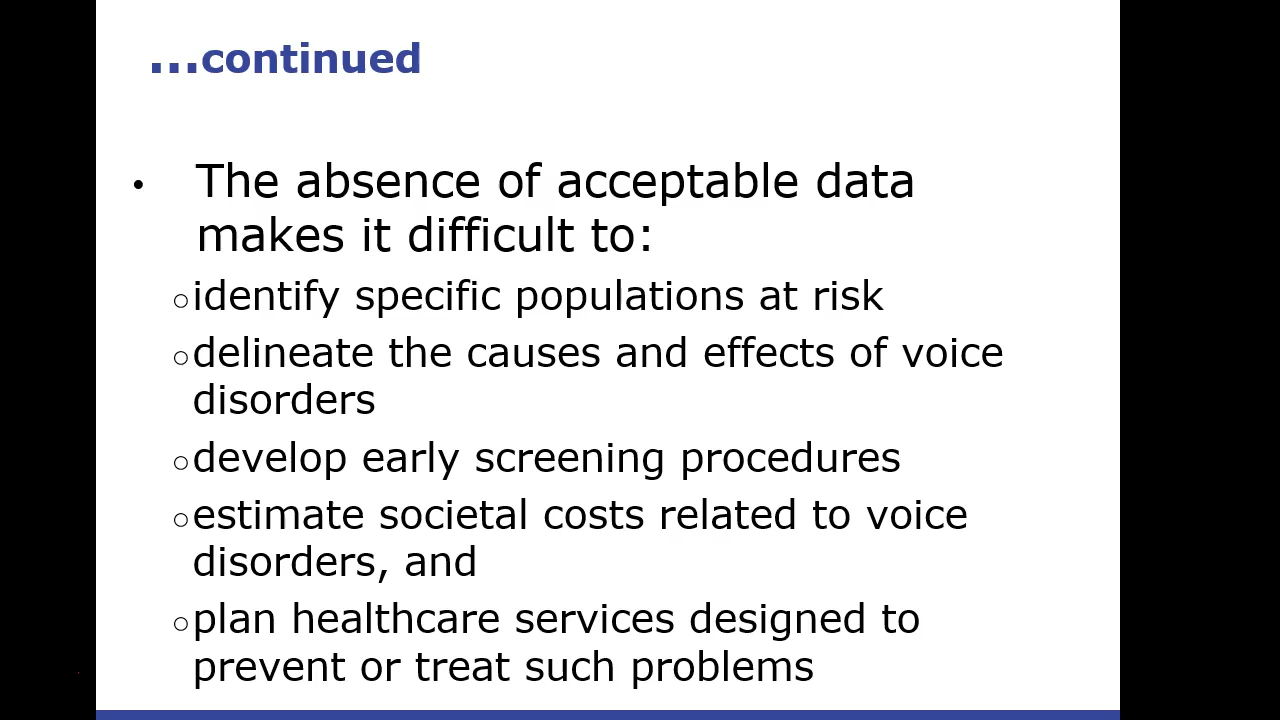 ...continued
• The absence of acceptable data
makes it difficult to:
○identify specific populations at risk
○delineate the causes and effects of voice
disorders
○develop early screening procedures
○estimate societal costs related to voice
disorders, and
○plan healthcare services designed to
prevent or treat such problems